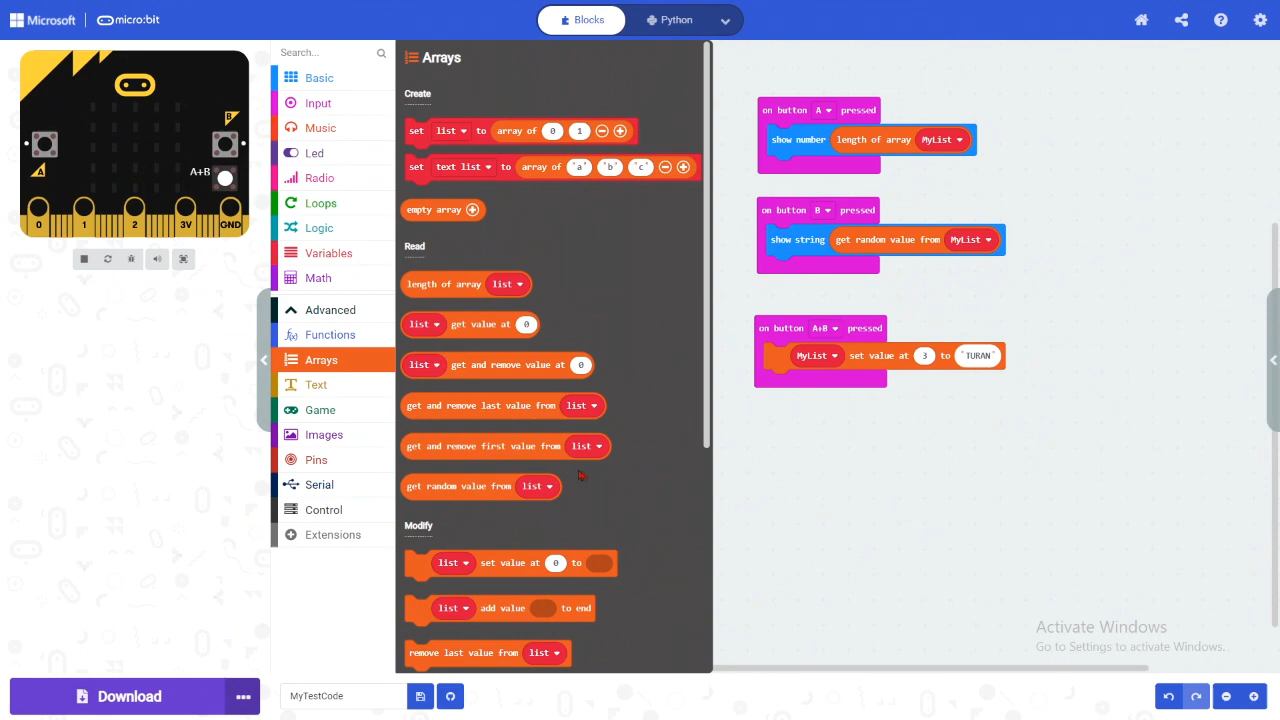 Microsoft micro:bit Blocks Python
A
B
A+B
0 1 2 3V GND
Download
Search...
Basic
Input
Music
Led
Radio
Loops
Logic
Variables
Math
Advanced
Functions
Arrays
Text
Game
Images
Pins
Serial
Control
Extensions
Arrays
Create
set list to array of 0 1
set text list to array of "a" "b" "c"
empty array
Read
length of array list
list get value at 0
list get and remove value at 0
get and remove last value from list
get and remove first value from list
get random value from list
Modify
list set value at 0 to
list add value to end
remove last value from list
on button A pressed
show number length of array MyList
on button B pressed
show string get random value from MyList
on button A+B pressed
MyList set value at 3 to "TURAN"
Activate Windows
Go to Settings to activate Windows.
MyTestCode